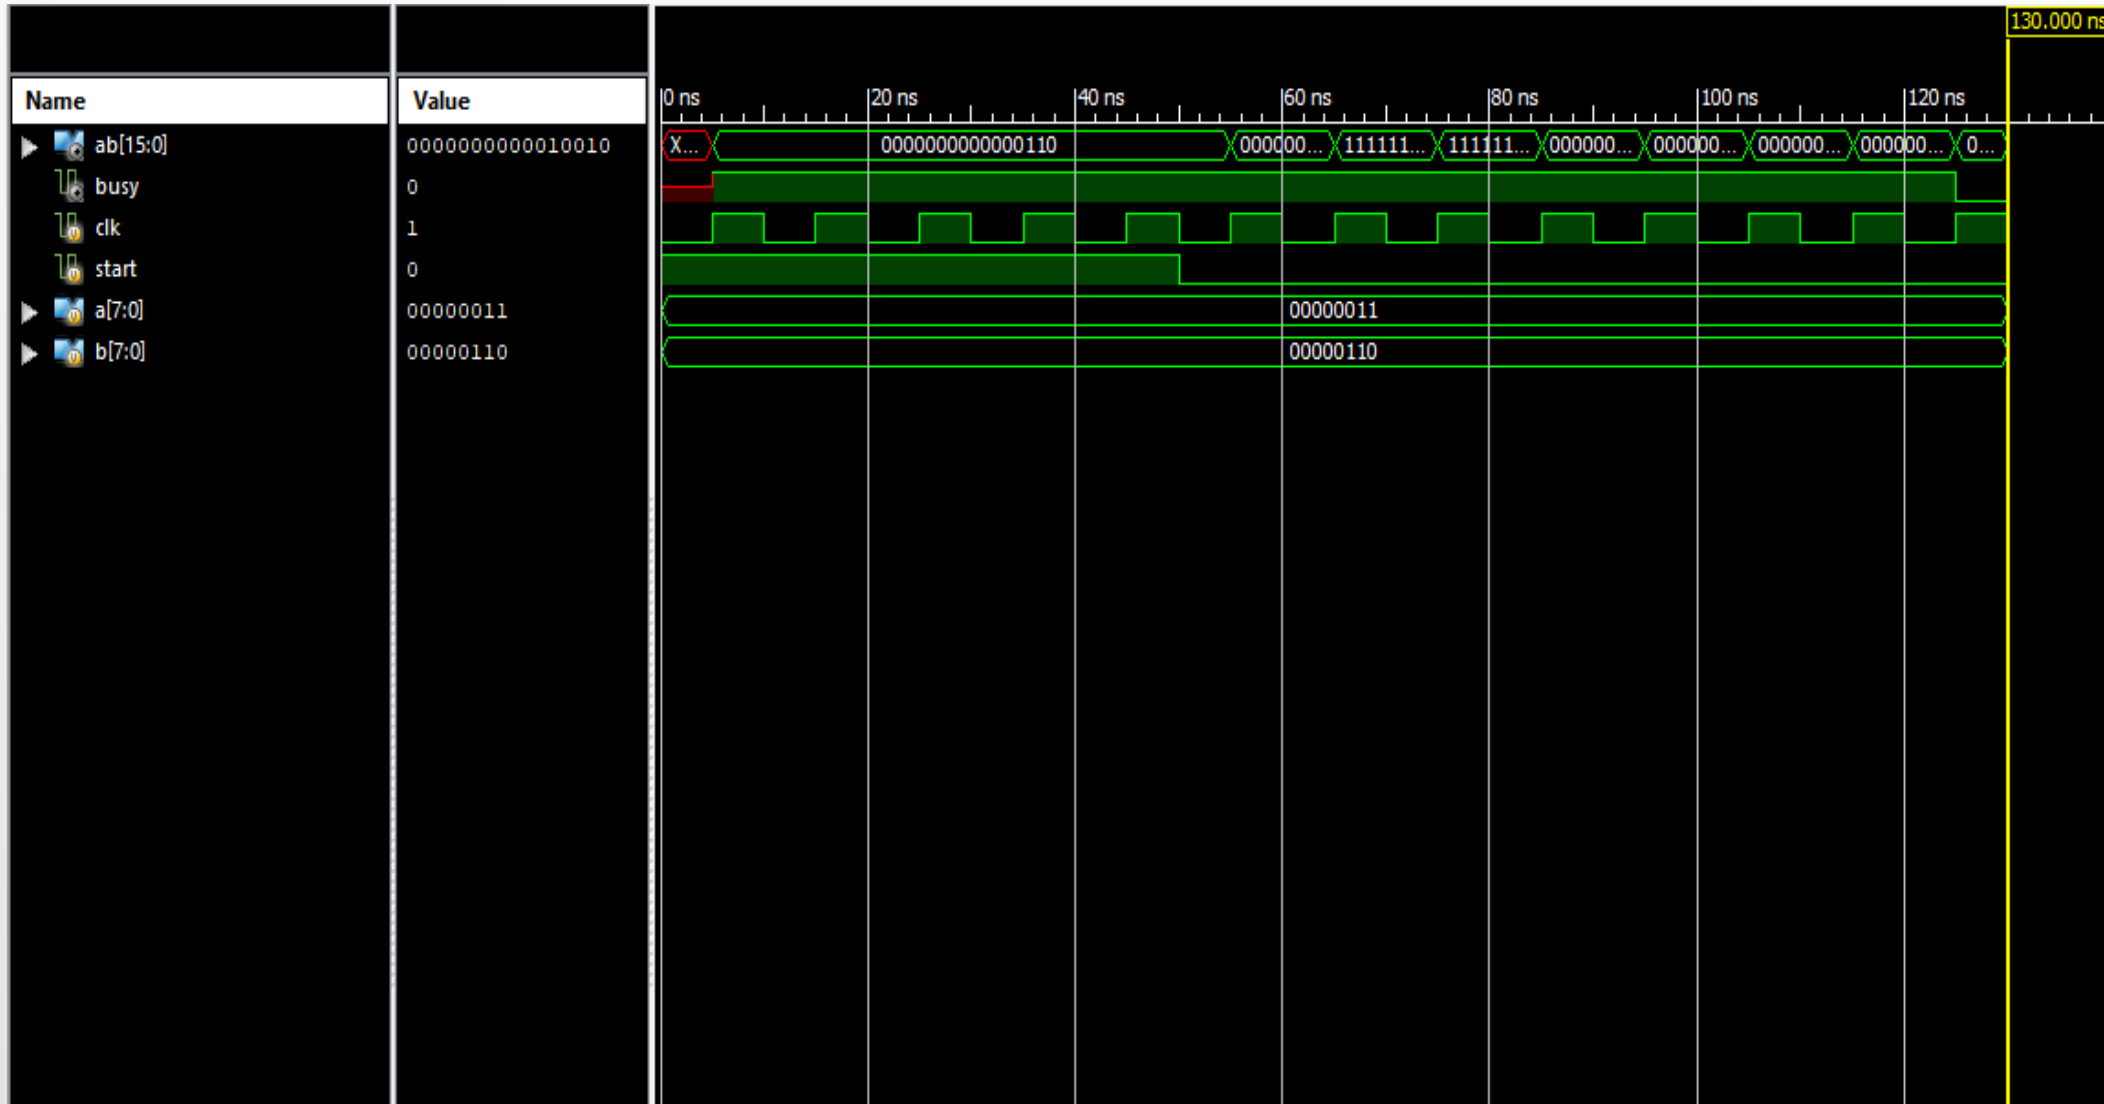 130.000 ns
Name Value 0 ns 20 ns 40 ns 60 ns 80 ns 100 ns 120 ns
ab[15:0] 0000000000010010 X... 0000000000000110 000000... 111111... 111111... 000000... 000000... 000000... 000000... 0...
busy 0
clk 1
start 0
a[7:0] 00000011 00000011
b[7:0] 00000110 00000110